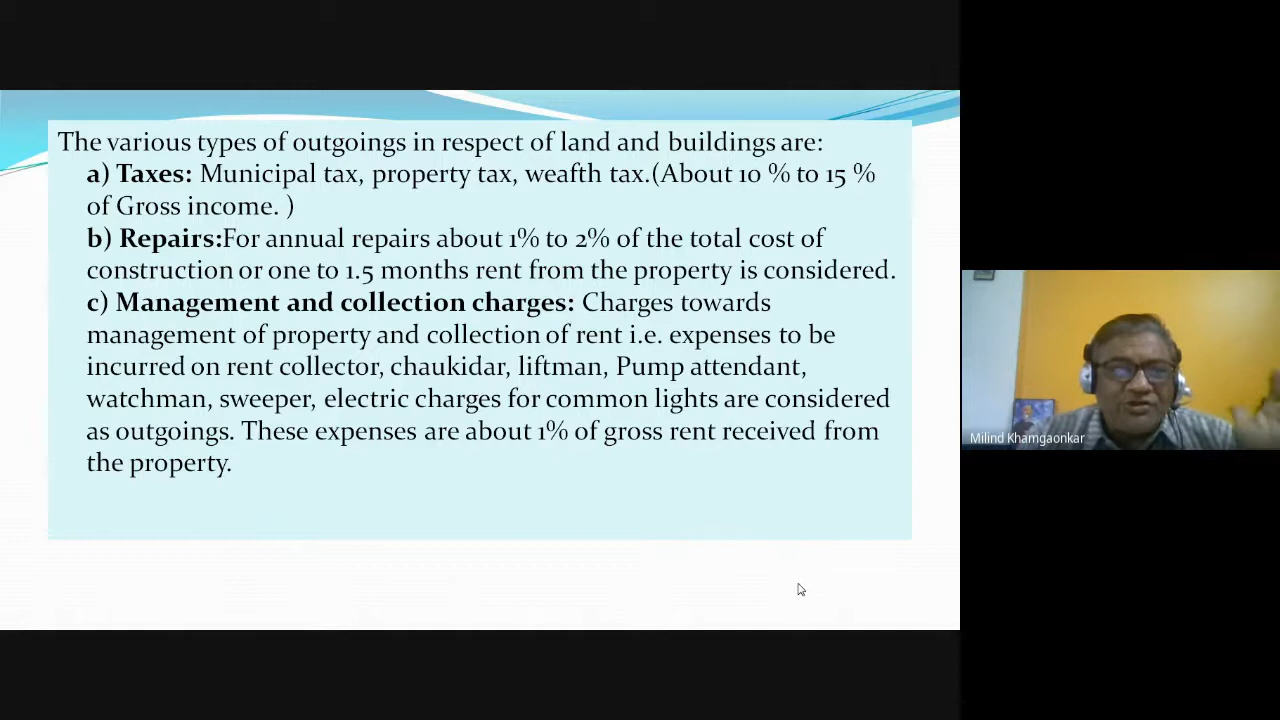 The various types of outgoings in respect of land and buildings are:
a) Taxes: Municipal tax, property tax, weafth tax.(About 10 % to 15 %
of Gross income. )
b) Repairs:For annual repairs about 1% to 2% of the total cost of
construction or one to 1.5 months rent from the property is considered.
c) Management and collection charges: Charges towards
management of property and collection of rent i.e. expenses to be
incurred on rent collector, chaukidar, liftman, Pump attendant,
watchman, sweeper, electric charges for common lights are considered
as outgoings. These expenses are about 1% of gross rent received from
the property.
Milind Khamgaonkar